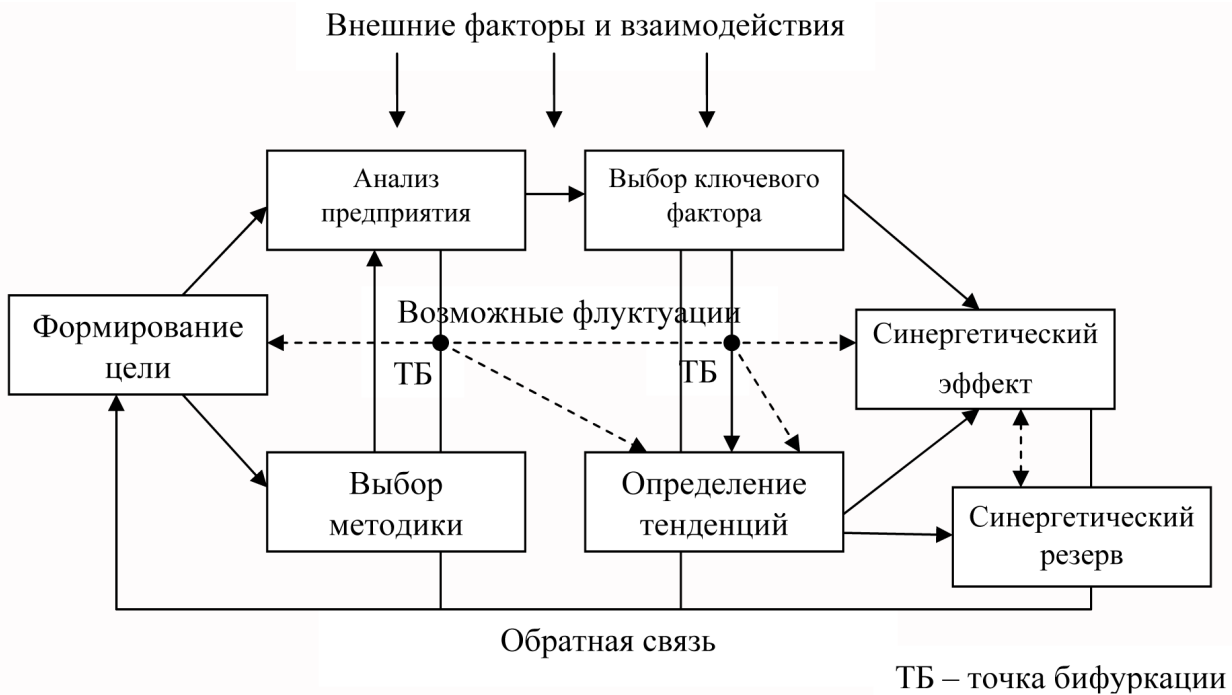 Внешние факторы и взаимодействия
Анализ
предприятия
Выбор ключевого
фактора
Формирование
цели
Возможные флуктуации
ТБ
ТБ
Синергетический
эффект
Выбор
методики
Определение
тенденций
Синергетический
резерв
Обратная связь
ТБ – точка бифуркации